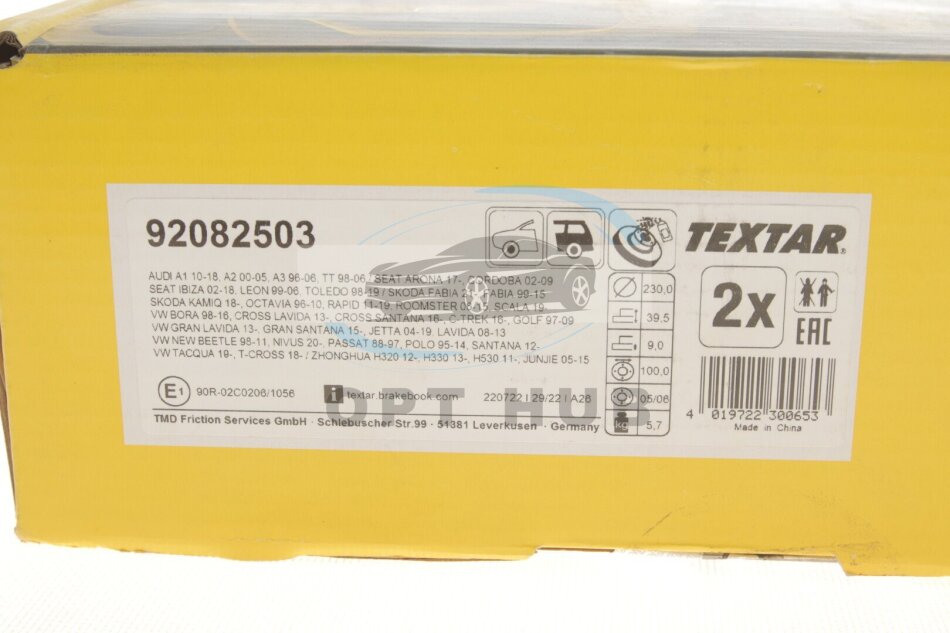 92082503
TEXTAR®
AUDI A1 10-18, A2 00-05, A3 96-06, TT 98-06 / SEAT ARONA 17-, CORDOBA 02-09
SEAT IBIZA 02-18, LEON 99-06, TOLEDO 98-19 / SKODA FABIA 21-, FABIA 99-15
SKODA KAMIQ 18-, OCTAVIA 96-10, RAPID 11-19, ROOMSTER 06-15, SCALA 19-
VW BORA 98-16, CROSS LAVIDA 13-, CROSS SANTANA 16-, C-TREK 16-, GOLF 97-09
VW GRAN LAVIDA 13-, GRAN SANTANA 15-, JETTA 04-19, LAVIDA 08-13
VW NEW BEETLE 98-11, NIVUS 20-, PASSAT 88-97, POLO 95-14, SANTANA 12-
VW TACQUA 19-, T-CROSS 18- / ZHONGHUA H320 12-, H330 13-, H530 11-, JUNJIE 05-15
230,0
39,5
9,0
100,0
05/06
kg 5,7
2x
EAC
E1 90R-02C0206/1056
i textar.brakebook.com
220722 | 29/22 | A26
TMD Friction Services GmbH · Schlebuscher Str.99 · 51381 Leverkusen · Germany
4 019722 300653
Made in China
OPT HUB